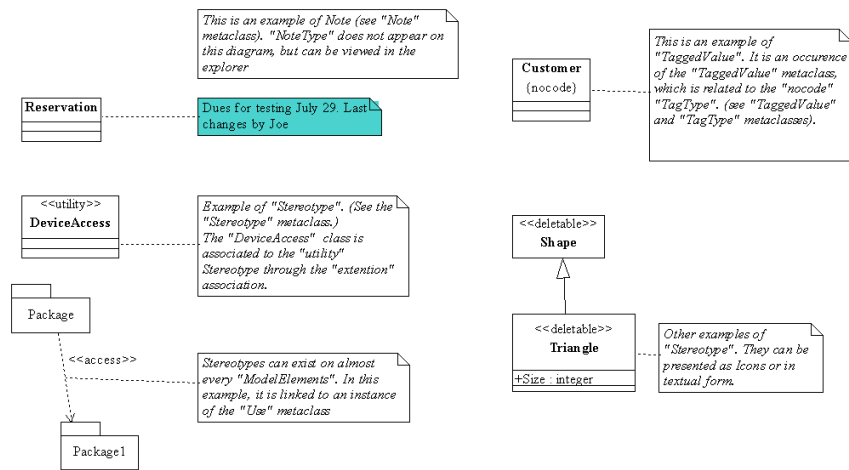 This is an example of Note (see "Note"
metaclass). "NoteType" does not appear on
this diagram, but can be viewed in the
explorer
Reservation
Dues for testing July 29. Last
changes by Joe
Customer
(nocode)
This is an example of
"TaggedValue". It is an occurence
of the "TaggedValue" metaclass,
which is related to the "nocode"
"TagType". (see "TaggedValue"
and "TagType" metaclasses).
<<utility>>
DeviceAccess
Example of "Stereotype". (See the
"Stereotype" metaclass.)
The "DeviceAccess" class is
associated to the "utility"
Stereotype through the "extention"
association.
<<deletable>>
Shape
Package
<<access>>
Package1
Stereotypes can exist on almost
every "ModelElements". In this
example, it is linked to an instance
of the "Use" metaclass
<<deletable>>
Triangle
+Size : integer
Other examples of
"Stereotype". They can be
presented as Icons or in
textual form.